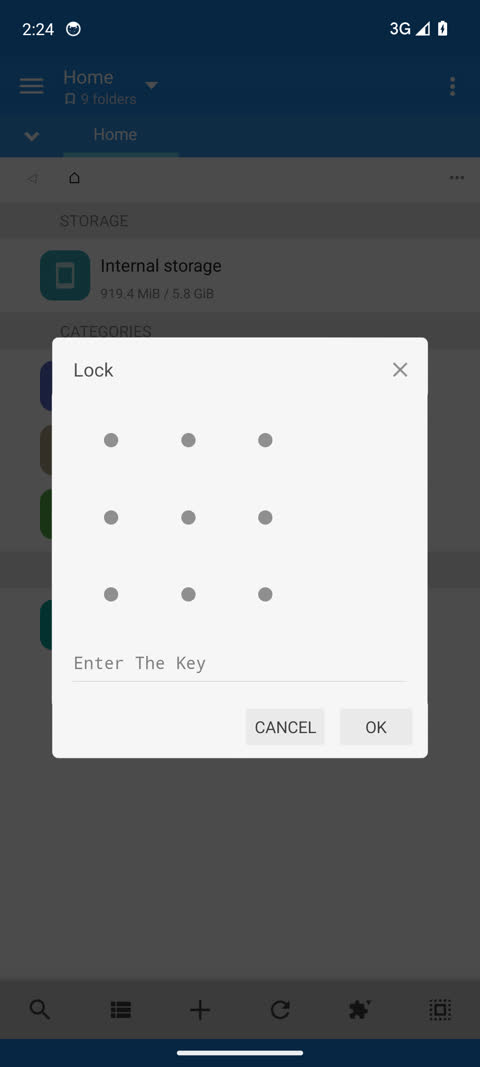 2:24
3G
Home
9 folders
Home
STORAGE
Internal storage
919.4 MiB / 5.8 GiB
CATEGORIES
Lock
Enter The Key
CANCEL
OK